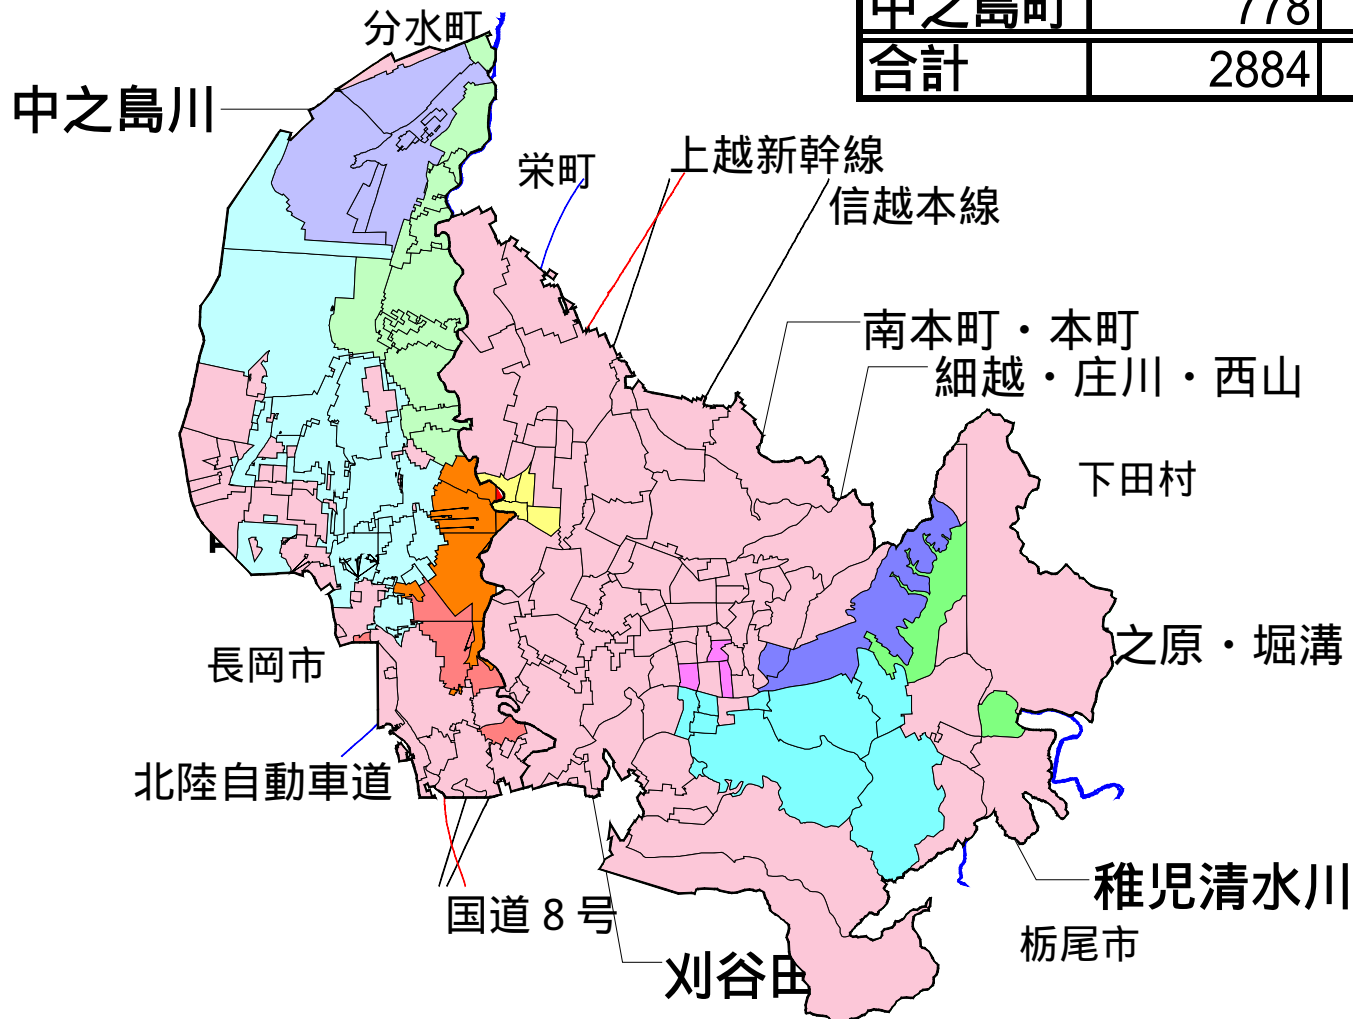 分水町
中之島町 778
合計 2884
中之島川
栄町
上越新幹線
信越本線
南本町・本町
細越・庄川・西山
下田村
之原・堀溝
長岡市
北陸自動車道
国道8号
稚児清水川
栃尾市
刈谷田